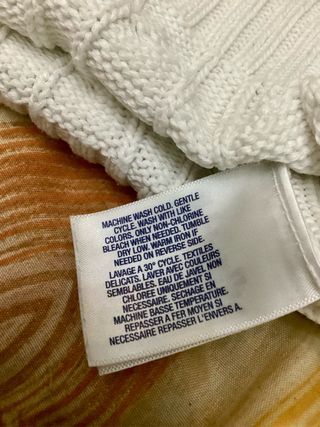 MACHINE WASH COLD, GENTLE
CYCLE. WASH WITH LIKE
COLORS. ONLY NON-CHLORINE
BLEACH WHEN NEEDED. TUMBLE
DRY LOW. WARM IRON IF
NEEDED ON REVERSE SIDE.
LAVAGE A 30° CYCLE, TEXTILES
DELICATS. LAVER AVEC COULEURS
SEMBLABLES. EAU DE JAVEL NON
CHLOREE UNIQUEMENT, SI
NECESSAIRE. SECHAGE EN
MACHINE BASSE TEMPERATURE.
REPASSER A FER MOYEN SI
NECESSAIRE REPASSER L'ENVERS A.